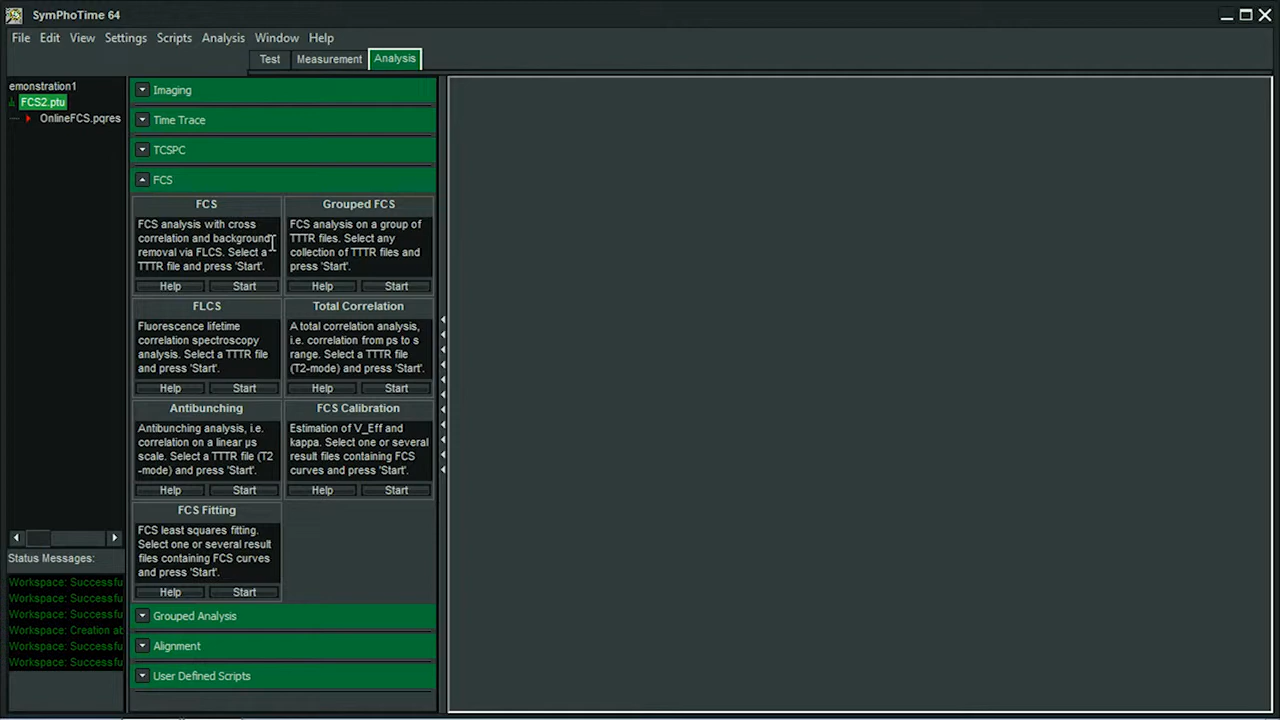 SymPhoTime 64
File Edit View Settings Scripts Analysis Window Help
Test Measurement Analysis
emonstration1
FCS2.ptu
OnlineFCS.pqres
Status Messages:
Workspace: Successfu
Workspace: Successfu
Workspace: Successfu
Workspace: Creation ab
Workspace: Successfu
Workspace: Successfu
Imaging
Time Trace
TCSPC
FCS
FCS
FCS analysis with cross
correlation and background
removal via FLCS. Select a
TTTR file and press 'Start'.
Help Start
Grouped FCS
FCS analysis on a group of
TTTR files. Select any
collection of TTTR files and
press 'Start'.
Help Start
FLCS
Fluorescence lifetime
correlation spectroscopy
analysis. Select a TTTR file
and press 'Start'.
Help Start
Total Correlation
A total correlation analysis,
i.e. correlation from ps to s
range. Select a TTTR file
(T2-mode) and press 'Start'.
Help Start
Antibunching
Antibunching analysis, i.e.
correlation on a linear µs
scale. Select a TTTR file (T2
-mode) and press 'Start'.
Help Start
FCS Calibration
Estimation of V_Eff and
kappa. Select one or several
result files containing FCS
curves and press 'Start'.
Help Start
FCS Fitting
FCS least squares fitting.
Select one or several result
files containing FCS curves
and press 'Start'.
Help Start
Grouped Analysis
Alignment
User Defined Scripts